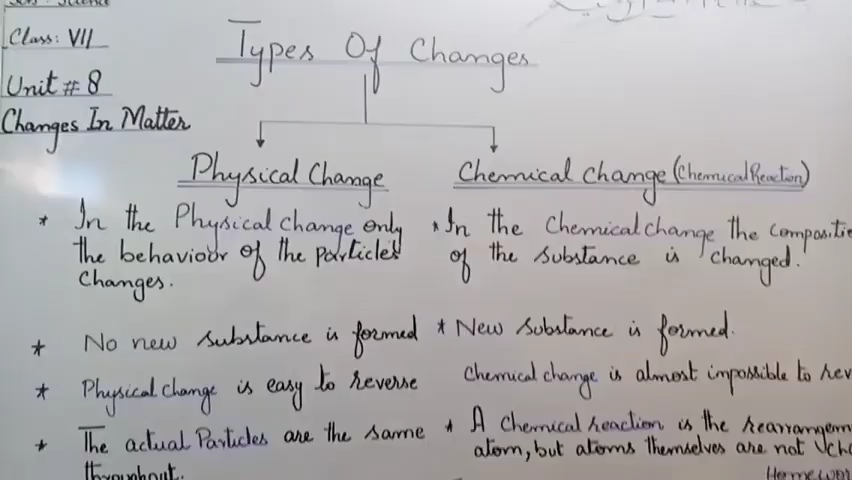 Class: VII
Unit # 8
Changes In Matter
Types Of Changes
Physical Change
* In the Physical change only
the behaviour of the particles
changes.
* No new substance is formed
* Physical change is easy to reverse
* The actual Particles are the same
throughout.
Chemical change (Chemical Reaction)
* In the Chemical change the
of the substance is changed.
* New substance is formed.
Chemical change is almost impossible to
* A Chemical reaction is the
atom, but atoms themselves are not